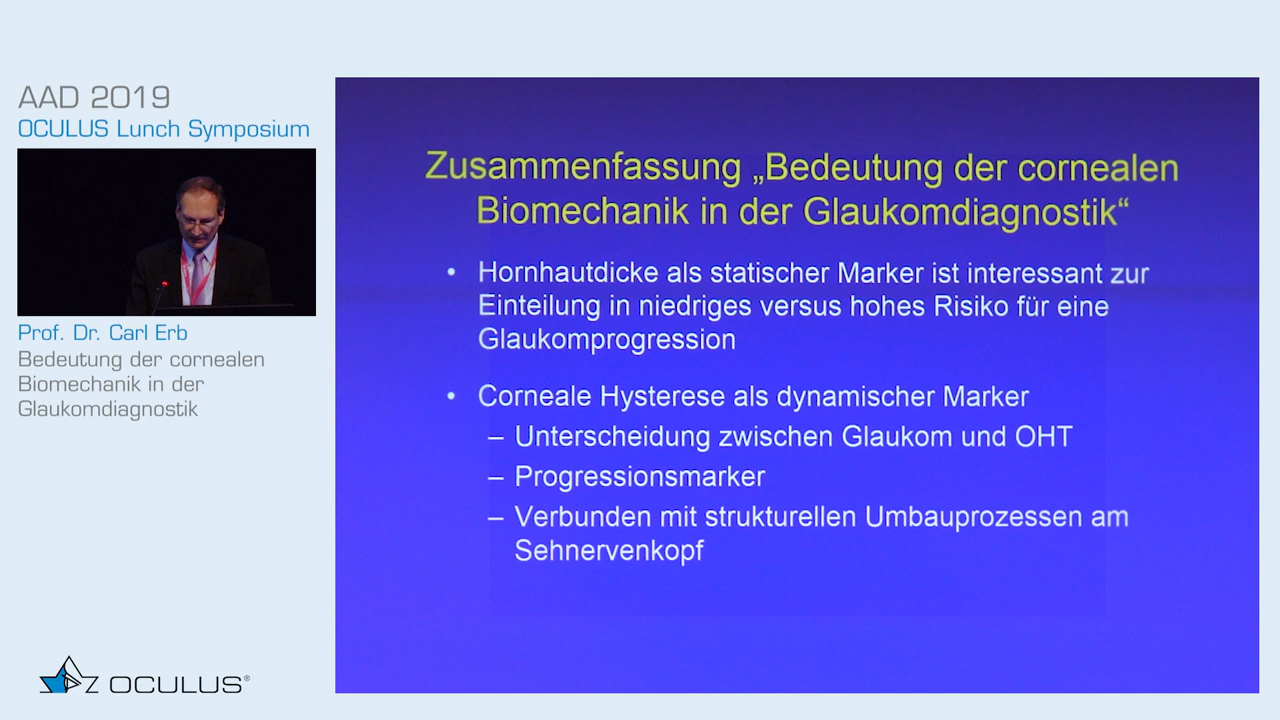 AAD 2019
OCULUS Lunch Symposium
Prof. Dr. Carl Erb
Bedeutung der cornealen
Biomechanik in der
Glaukomdiagnostik
OCULUS®
Zusammenfassung „Bedeutung der cornealen
Biomechanik in der Glaukomdiagnostik“
• Hornhautdicke als statischer Marker ist interessant zur
Einteilung in niedriges versus hohes Risiko für eine
Glaukomprogression
• Corneale Hysterese als dynamischer Marker
– Unterscheidung zwischen Glaukom und OHT
– Progressionsmarker
– Verbunden mit strukturellen Umbauprozessen am
Sehnervenkopf